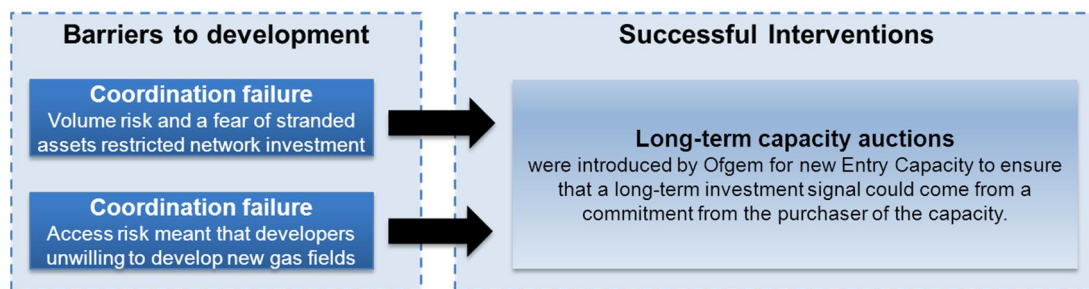 Barriers to development
Coordination failure
Volume risk and a fear of stranded
assets restricted network investment
Coordination failure
Access risk meant that developers
unwilling to develop new gas fields
Successful Interventions
Long-term capacity auctions
were introduced by Ofgem for new Entry Capacity to ensure
that a long-term investment signal could come from a
commitment from the purchaser of the capacity.